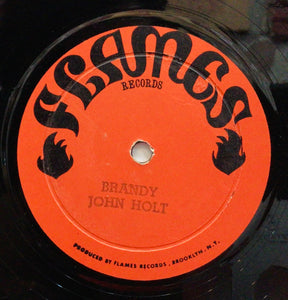 FLAMES
RECORDS
BRANDY
JOHN HOLT
PRODUCED BY FLAMES RECORDS, BROOKLYN, N.Y.